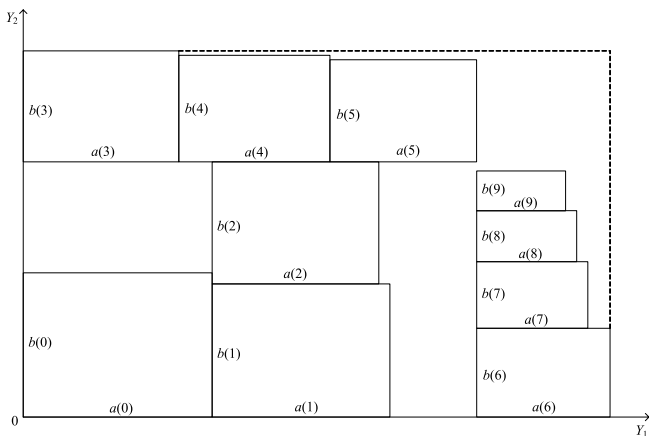 Y2
b(3)
b(4)
b(5)
a(3)
a(4)
a(5)
b(9)
a(9)
b(2)
b(8)
a(8)
a(2)
b(7)
a(7)
b(0)
b(1)
b(6)
a(0)
a(1)
a(6)
0
Y1